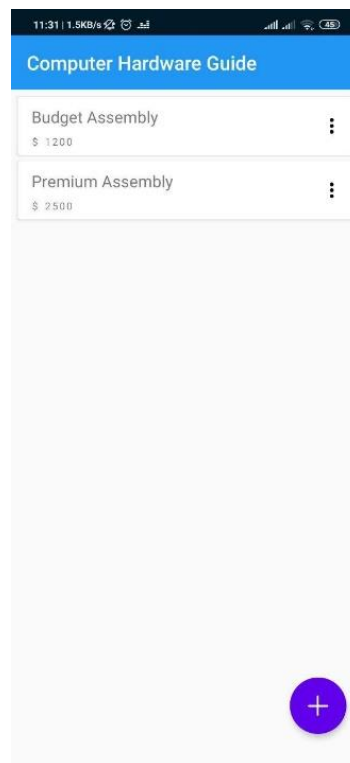 11:31 | 1.5KB/s
45
Computer Hardware Guide
Budget Assembly
$ 1200
Premium Assembly
$ 2500